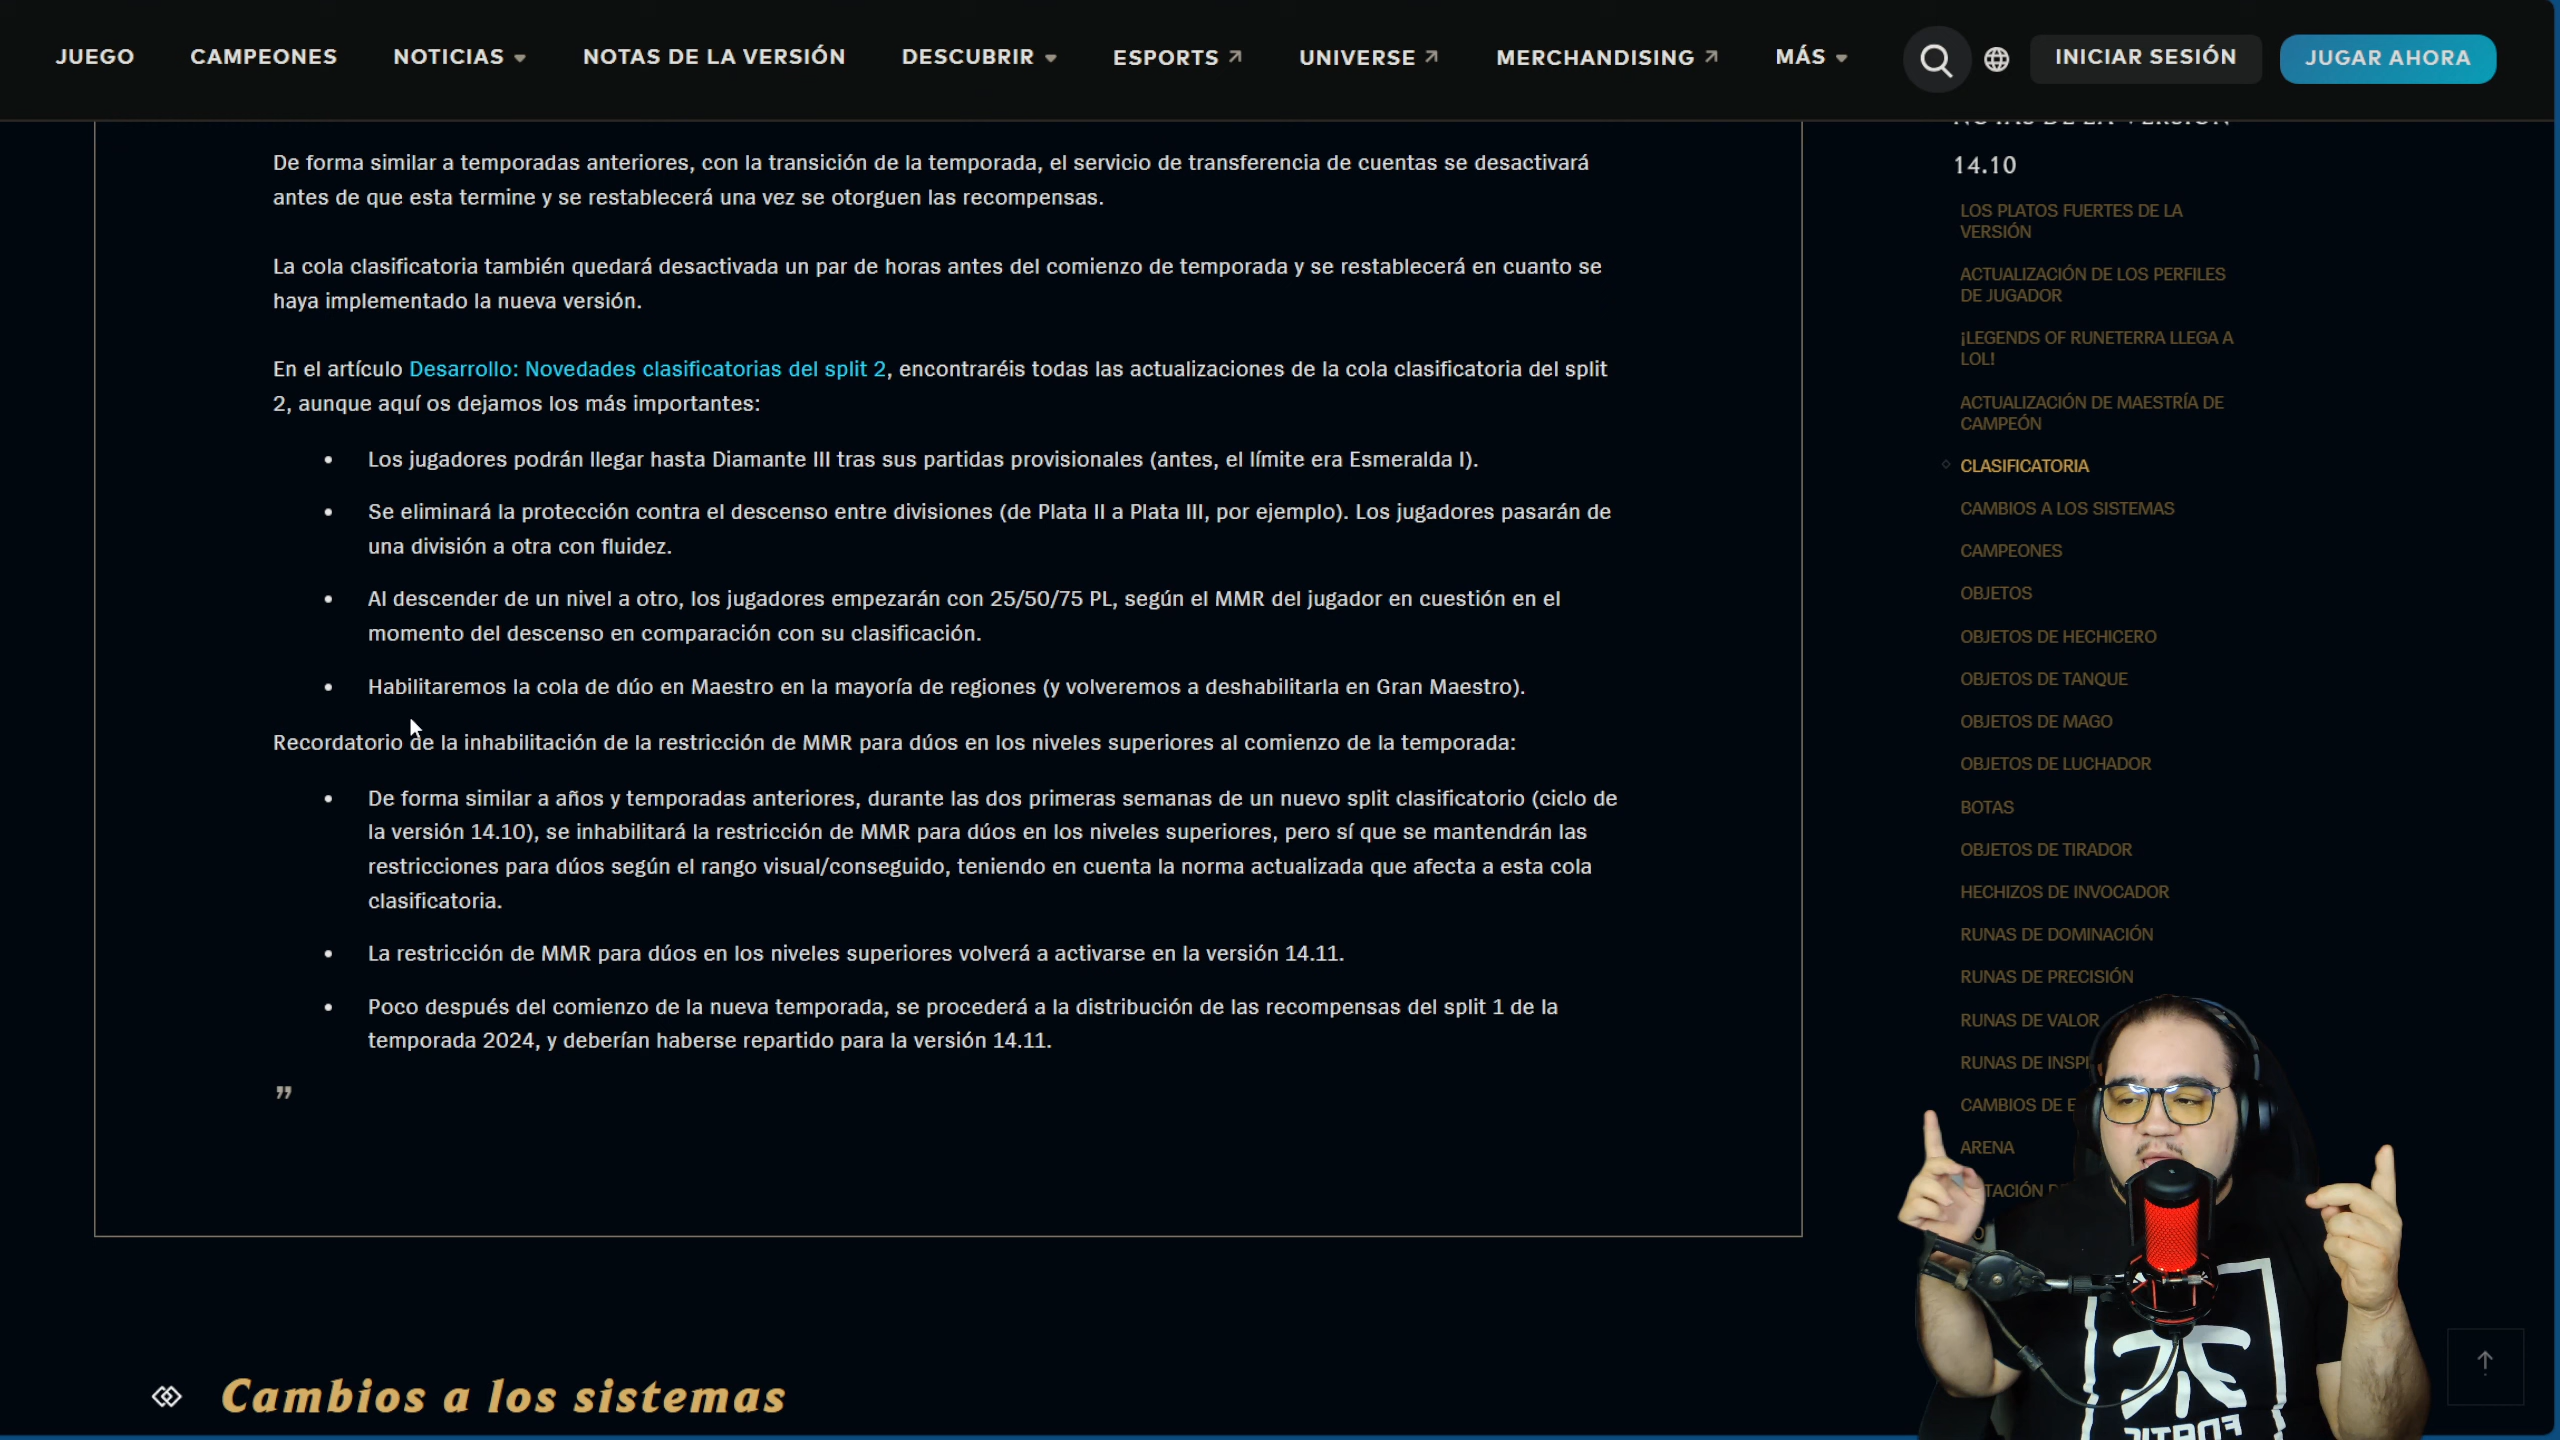 JUEGO CAMPEONES NOTICIAS NOTAS DE LA VERSIÓN DESCUBRIR ESPORTS UNIVERSE MERCHANDISING MÁS INICIAR SESIÓN JUGAR AHORA
De forma similar a temporadas anteriores, con la transición de la temporada, el servicio de transferencia de cuentas se desactivará
antes de que esta termine y se restablecerá una vez se otorguen las recompensas.
La cola clasificatoria también quedará desactivada un par de horas antes del comienzo de temporada y se restablecerá en cuanto se
haya implementado la nueva versión.
En el artículo Desarrollo: Novedades clasificatorias del split 2, encontraréis todas las actualizaciones de la cola clasificatoria del split
2, aunque aquí os dejamos los más importantes:
• Los jugadores podrán llegar hasta Diamante III tras sus partidas provisionales (antes, el límite era Esmeralda I).
• Se eliminará la protección contra el descenso entre divisiones (de Plata II a Plata III, por ejemplo). Los jugadores pasarán de
una división a otra con fluidez.
• Al descender de un nivel a otro, los jugadores empezarán con 25/50/75 PL, según el MMR del jugador en cuestión en el
momento del descenso en comparación con su clasificación.
• Habilitaremos la cola de dúo en Maestro en la mayoría de regiones (y volveremos a deshabilitarla en Gran Maestro).
Recordatorio de la inhabilitación de la restricción de MMR para dúos en los niveles superiores al comienzo de la temporada:
• De forma similar a años y temporadas anteriores, durante las dos primeras semanas de un nuevo split clasificatorio (ciclo de
la versión 14.10), se inhabilitará la restricción de MMR para dúos en los niveles superiores, pero sí que se mantendrán las
restricciones para dúos según el rango visual/conseguido, teniendo en cuenta la norma actualizada que afecta a esta cola
clasificatoria.
• La restricción de MMR para dúos en los niveles superiores volverá a activarse en la versión 14.11.
• Poco después del comienzo de la nueva temporada, se procederá a la distribución de las recompensas del split 1 de la
temporada 2024, y deberían haberse repartido para la versión 14.11.
”
Cambios a los sistemas
NOTAS DE LA VERSIÓN
14.10
LOS PLATOS FUERTES DE LA
VERSIÓN
ACTUALIZACIÓN DE LOS PERFILES
DE JUGADOR
¡LEGENDS OF RUNETERRA LLEGA A
LOL!
ACTUALIZACIÓN DE MAESTRÍA DE
CAMPEÓN
CLASIFICATORIA
CAMBIOS A LOS SISTEMAS
CAMPEONES
OBJETOS
OBJETOS DE HECHICERO
OBJETOS DE TANQUE
OBJETOS DE MAGO
OBJETOS DE LUCHADOR
BOTAS
OBJETOS DE TIRADOR
HECHIZOS DE INVOCADOR
RUNAS DE DOMINACIÓN
RUNAS DE PRECISIÓN
RUNAS DE VALOR
RUNAS DE INSPI
CAMBIOS DE E
ARENA
TACIÓN